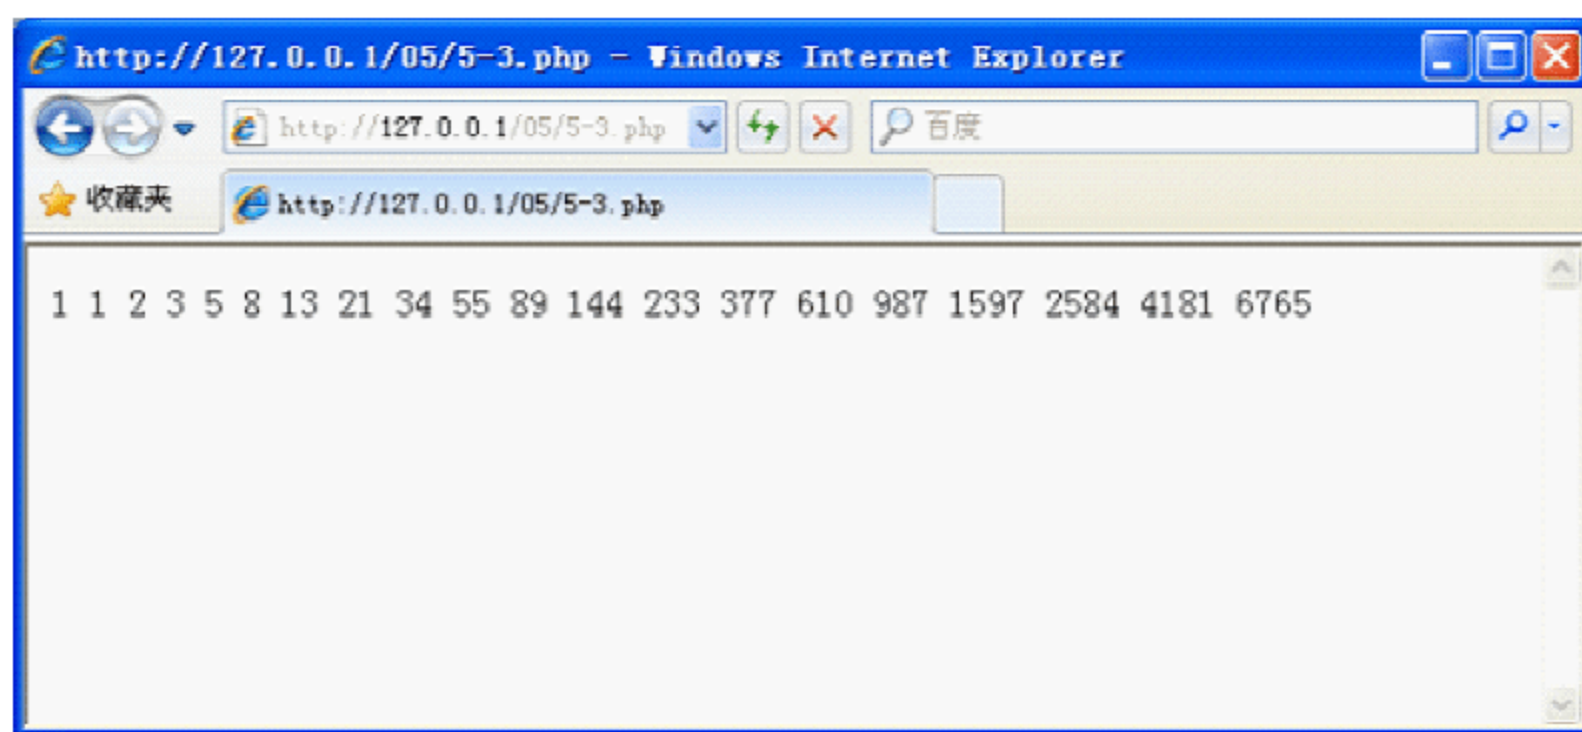 http://127.0.0.1/05/5-3.php - Windows Internet Explorer
http://127.0.0.1/05/5-3.php 百度
收藏夹 http://127.0.0.1/05/5-3.php
1 1 2 3 5 8 13 21 34 55 89 144 233 377 610 987 1597 2584 4181 6765